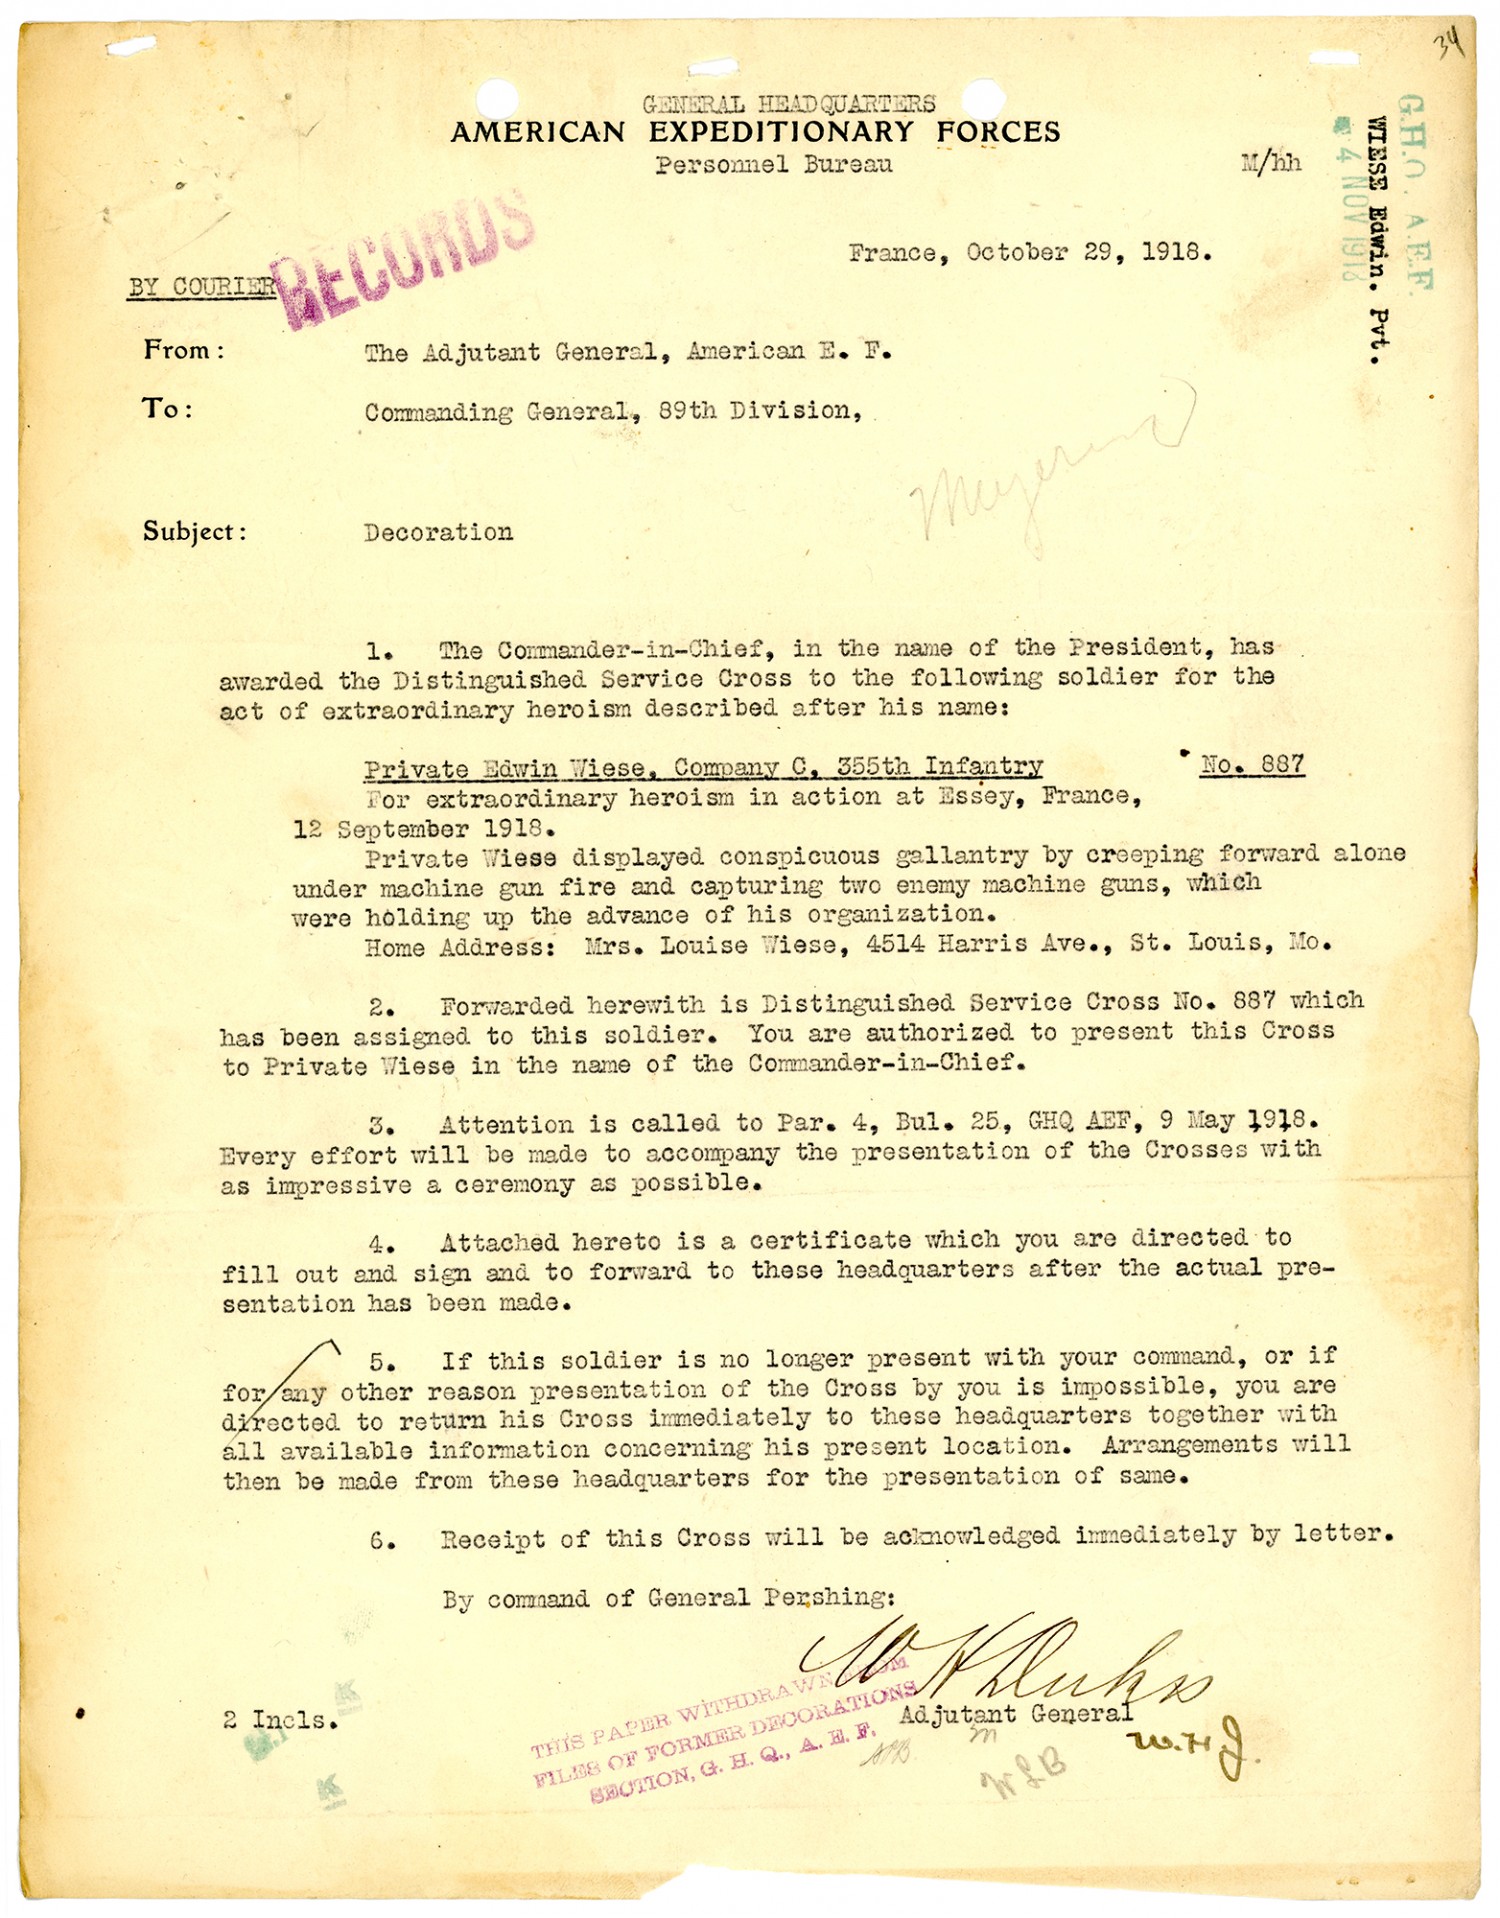 34
GENERAL HEADQUARTERS
AMERICAN EXPEDITIONARY FORCES
Personnel Bureau
M/hh
G.H.Q. A.E.F.
4 NOV 1918
WIESE Edwin. Pvt.
RECORDS
France, October 29, 1918.
BY COURIER
From: The Adjutant General, American E. F.
To: Commanding General, 89th Division,
Subject: Decoration
1. The Commander-in-Chief, in the name of the President, has
awarded the Distinguished Service Cross to the following soldier for the
act of extraordinary heroism described after his name:
Private Edwin Wiese, Company C, 355th Infantry No. 887
For extraordinary heroism in action at Essey, France,
12 September 1918.
Private Wiese displayed conspicuous gallantry by creeping forward alone
under machine gun fire and capturing two enemy machine guns, which
were holding up the advance of his organization.
Home Address: Mrs. Louise Wiese, 4514 Harris Ave., St. Louis, Mo.
2. Forwarded herewith is Distinguished Service Cross No. 887 which
has been assigned to this soldier. You are authorized to present this Cross
to Private Wiese in the name of the Commander-in-Chief.
3. Attention is called to Par. 4, Bul. 25, GHQ AEF, 9 May 1918.
Every effort will be made to accompany the presentation of the Crosses with
as impressive a ceremony as possible.
4. Attached hereto is a certificate which you are directed to
fill out and sign and to forward to these headquarters after the actual pre-
sentation has been made.
5. If this soldier is no longer present with your command, or if
for any other reason presentation of the Cross by you is impossible, you are
directed to return his Cross immediately to these headquarters together with
all available information concerning his present location. Arrangements will
then be made from these headquarters for the presentation of same.
6. Receipt of this Cross will be acknowledged immediately by letter.
By command of General Pershing:
Adjutant General
2 Incls.
THIS PAPER WITHDRAWN FROM
FILES OF FORMER DECORATIONS
SECTION, G. H. Q., A. E. F.
W.H.J.
m
K
K